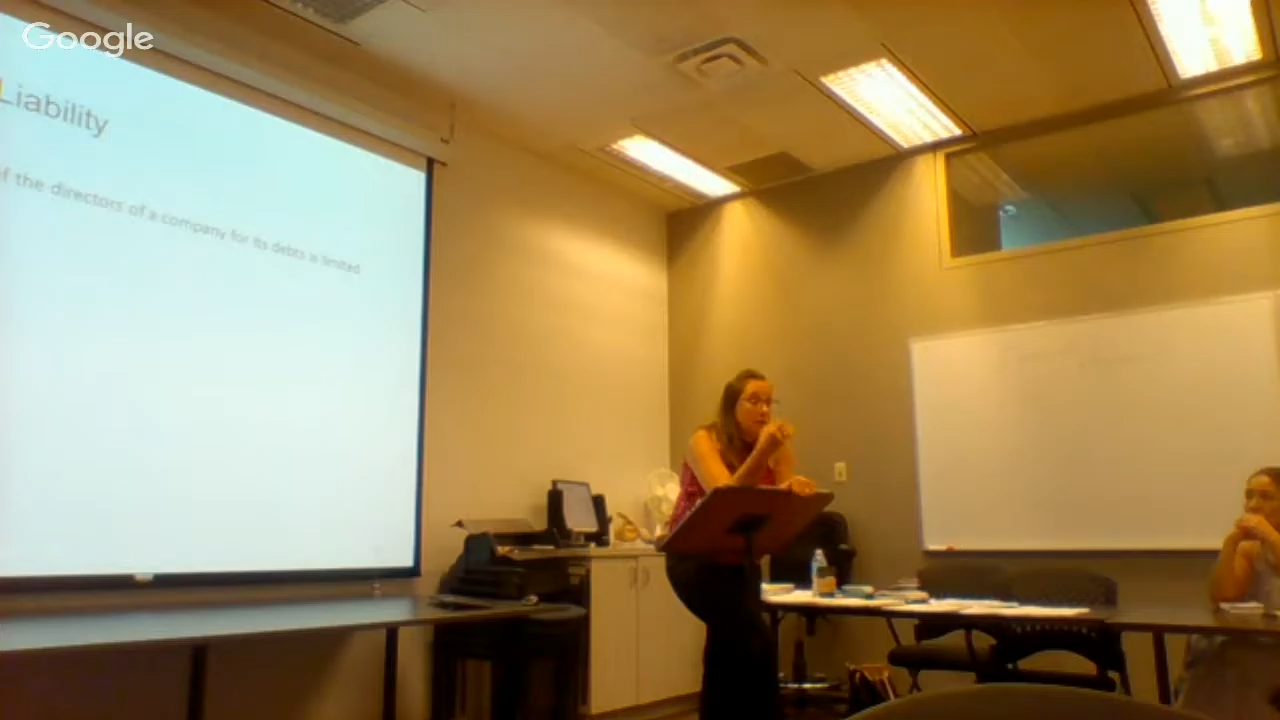 Google
Liability
the directors of a company for its debts is limited